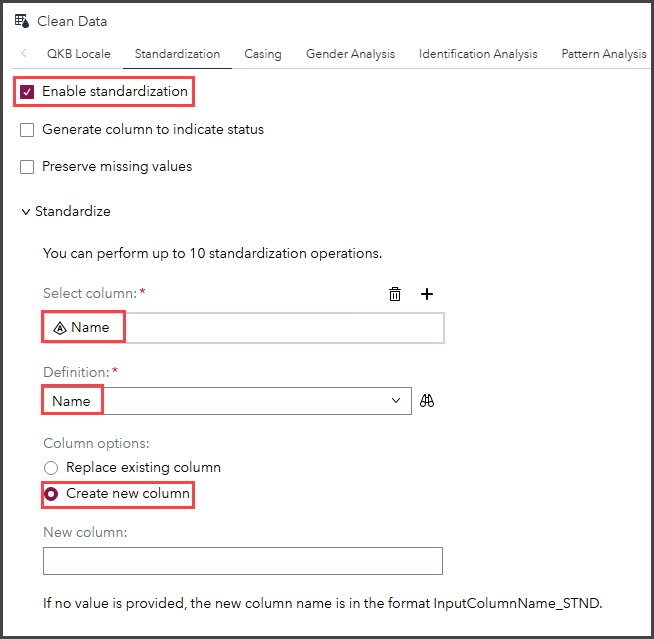 Clean Data
QKB Locale Standardization Casing Gender Analysis Identification Analysis Pattern Analysis
Enable standardization
Generate column to indicate status
Preserve missing values
Standardize
You can perform up to 10 standardization operations.
Select column:*
Name
Definition:*
Name
Column options:
Replace existing column
Create new column
New column:
If no value is provided, the new column name is in the format InputColumnName_STND.